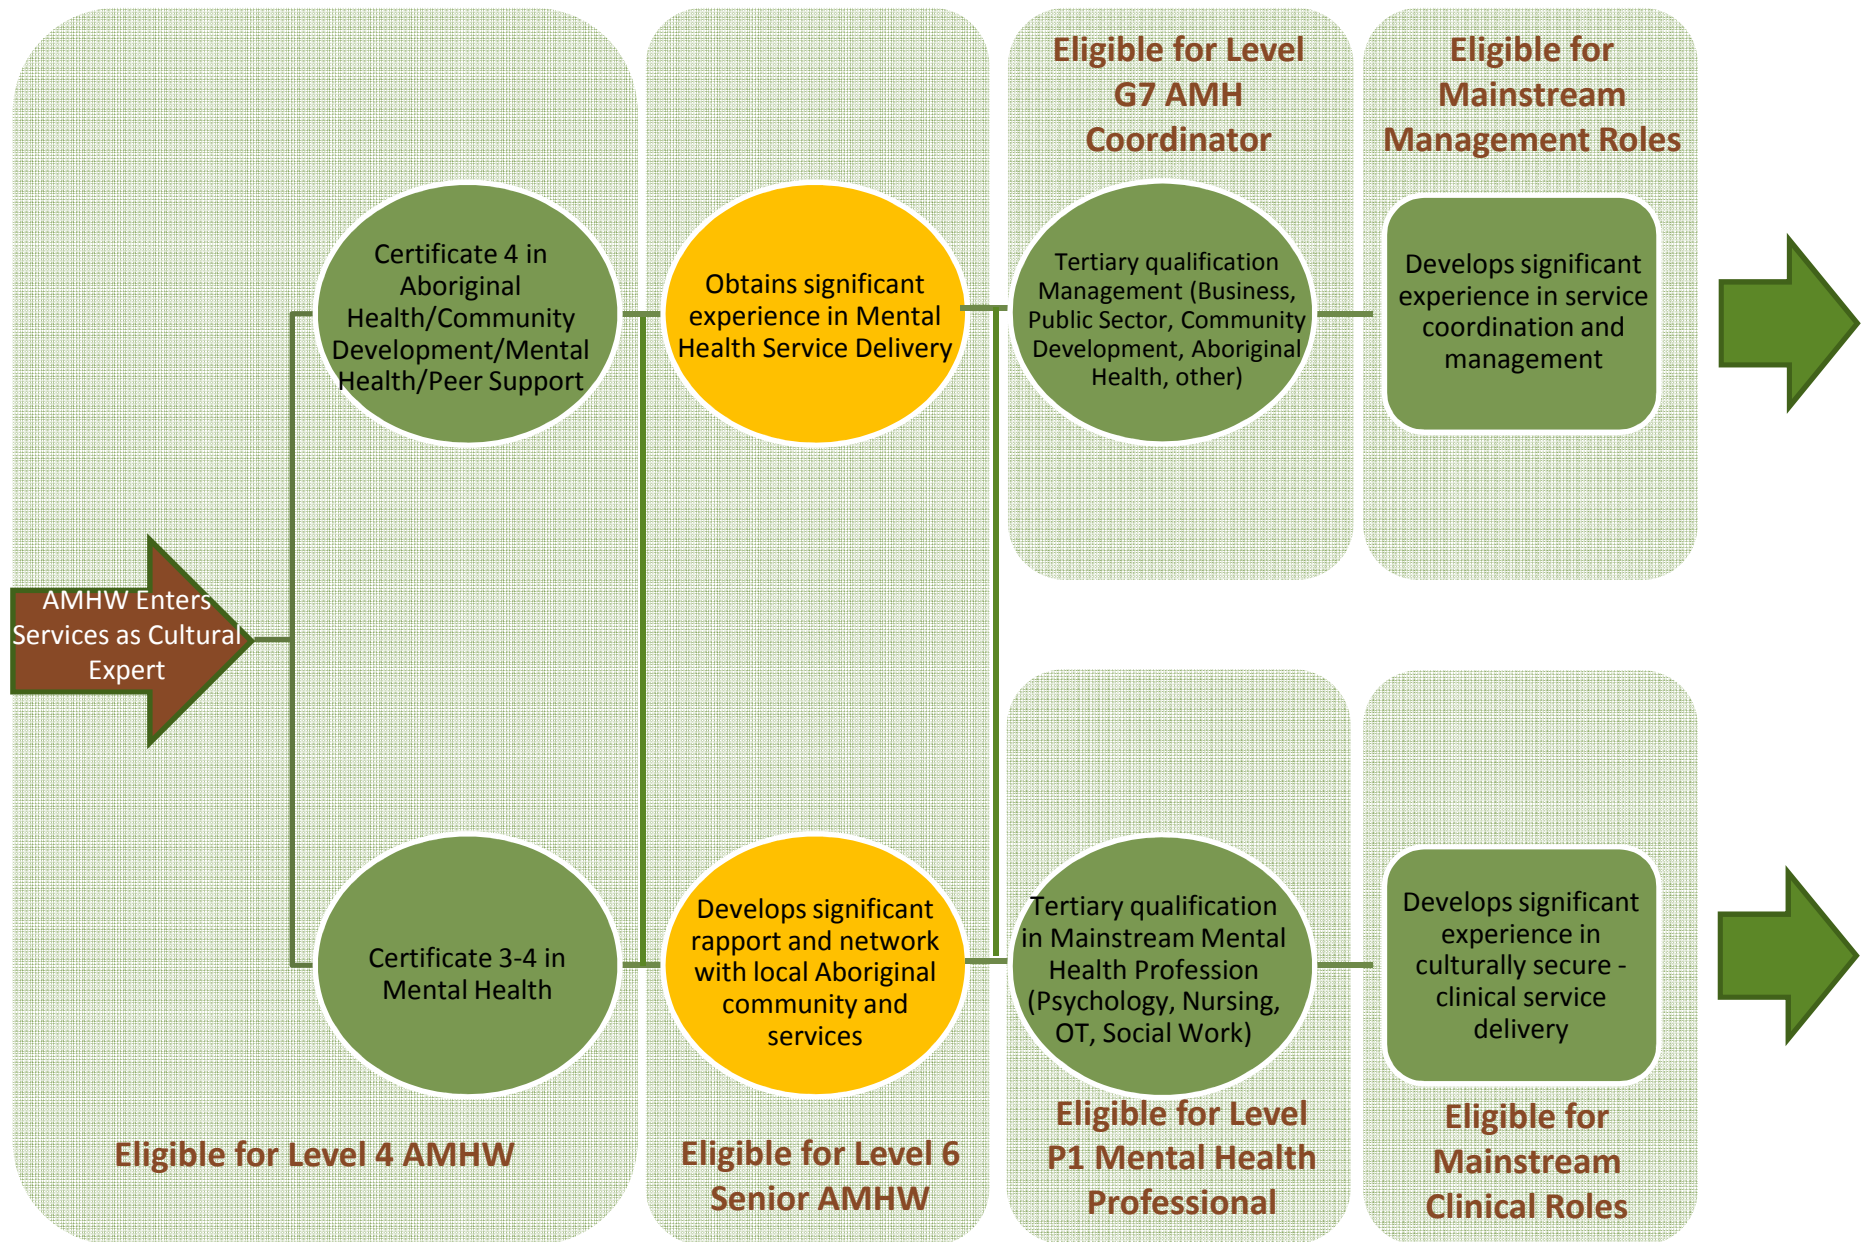 Eligible for Level
G7 AMH
Coordinator
Eligible for
Mainstream
Management Roles
Certificate 4 in
Aboriginal
Health/Community
Development/Mental
Health/Peer Support
Obtains significant
experience in Mental
Health Service Delivery
Tertiary qualification
Management (Business,
Public Sector, Community
Development, Aboriginal
Health, other)
Develops significant
experience in service
coordination and
management
AMHW Enters
Services as Cultural
Expert
Certificate 3-4 in
Mental Health
Develops significant
rapport and network
with local Aboriginal
community and
services
Tertiary qualification
in Mainstream Mental
Health Profession
(Psychology, Nursing,
OT, Social Work)
Develops significant
experience in
culturally secure -
clinical service
delivery
Eligible for Level 4 AMHW
Eligible for Level 6
Senior AMHW
Eligible for Level
P1 Mental Health
Professional
Eligible for
Mainstream
Clinical Roles